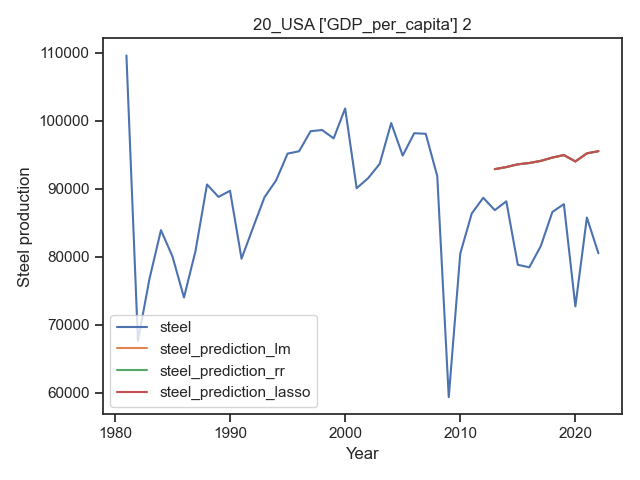 20_USA ['GDP_per_capita'] 2
Steel production
110000
100000
90000
80000
70000
60000
steel
steel_prediction_lm
steel_prediction_rr
steel_prediction_lasso
1980
1990
2000
2010
2020
Year